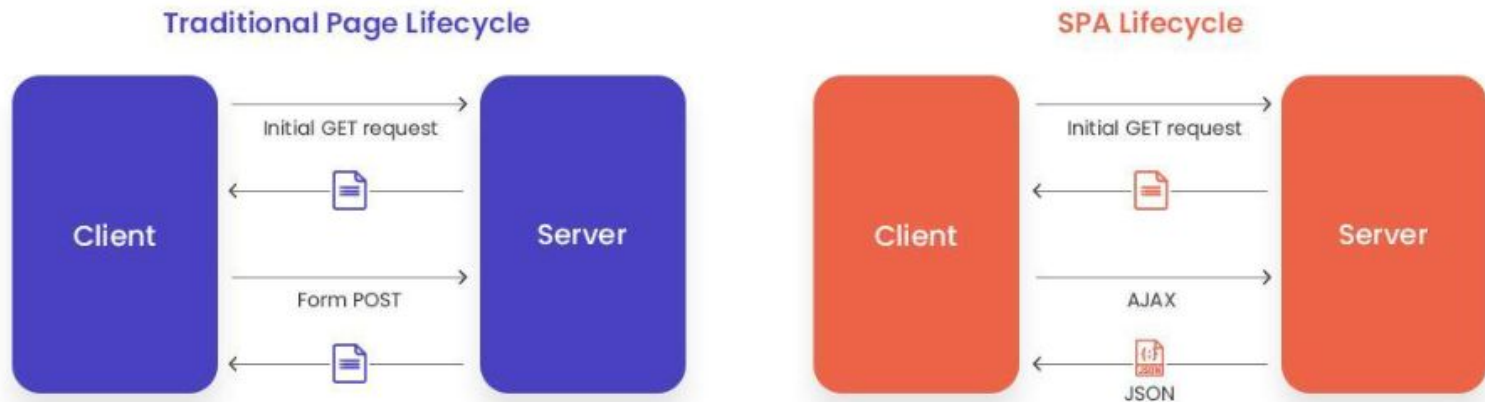 Traditional Page Lifecycle
Client
Initial GET request
Form POST
Server
SPA Lifecycle
Client
Initial GET request
AJAX
{;}
JSON
JSON
Server